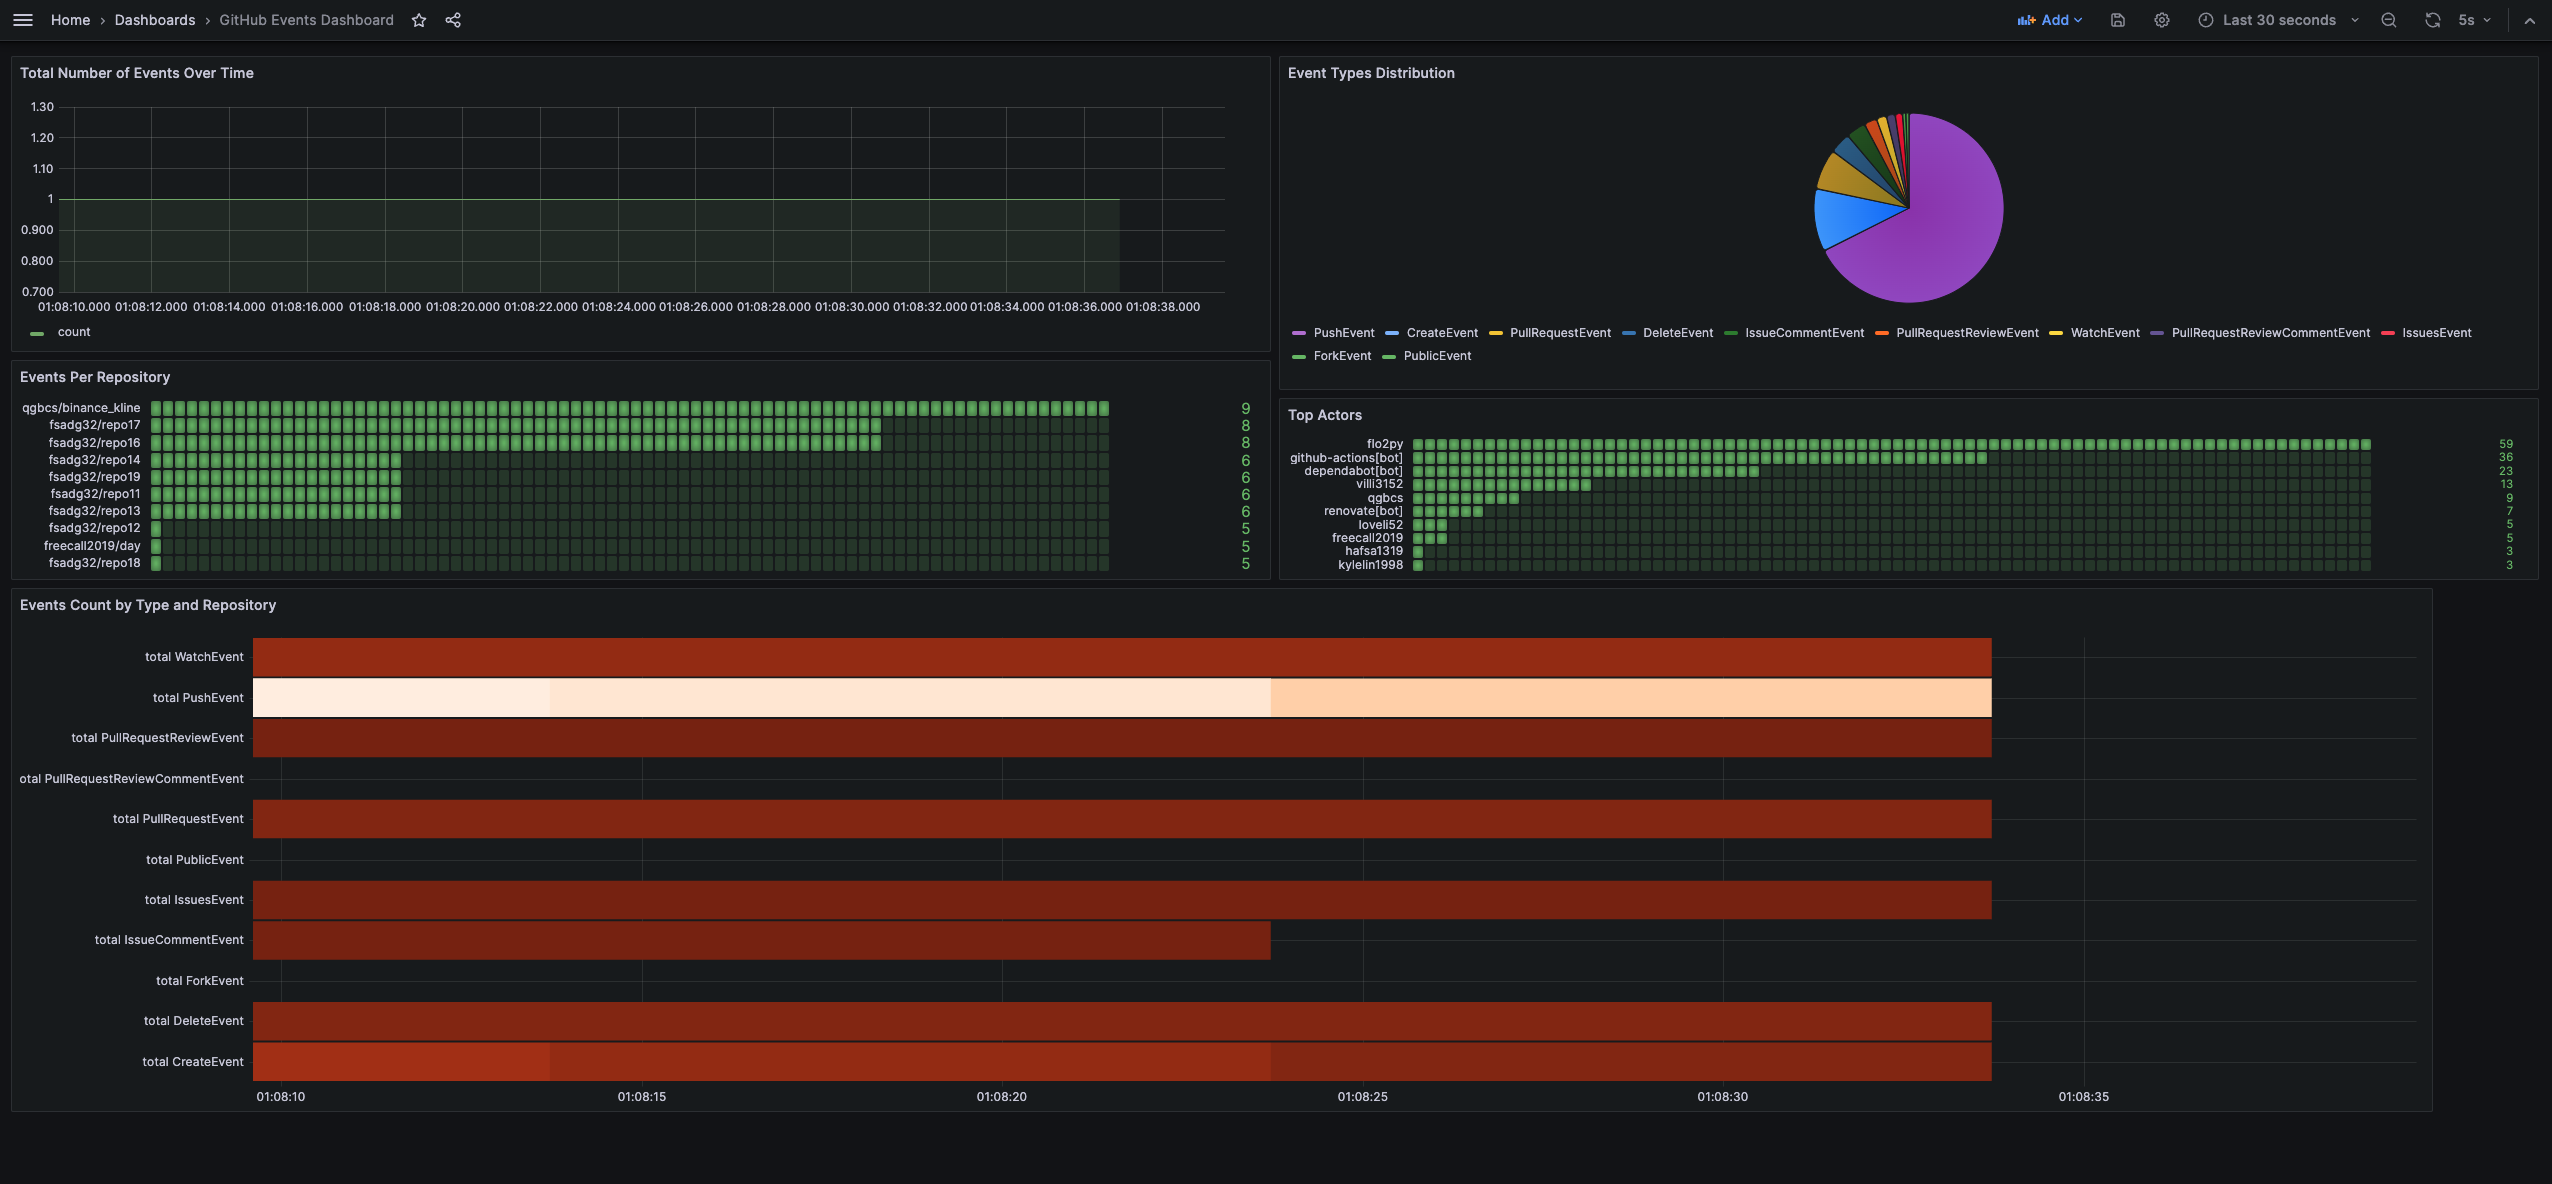 Home › Dashboards › GitHub Events Dashboard
Add
Last 30 seconds
5s
Total Number of Events Over Time
1.30
1.20
1.10
1
0.900
0.800
0.700
01:08:10.000 01:08:12.000 01:08:14.000 01:08:16.000 01:08:18.000 01:08:20.000 01:08:22.000 01:08:24.000 01:08:26.000 01:08:28.000 01:08:30.000 01:08:32.000 01:08:34.000 01:08:36.000 01:08:38.000
count
Event Types Distribution
PushEvent CreateEvent PullRequestEvent DeleteEvent IssueCommentEvent PullRequestReviewEvent WatchEvent PullRequestReviewCommentEvent IssuesEvent
ForkEvent PublicEvent
Events Per Repository
qgbcs/binance_kline 9
fsadg32/repo17 8
fsadg32/repo16 8
fsadg32/repo14 6
fsadg32/repo19 6
fsadg32/repo11 6
fsadg32/repo13 6
fsadg32/repo12 5
freecall2019/day 5
fsadg32/repo18 5
Top Actors
flo2py 59
github-actions[bot] 36
dependabot[bot] 23
villi3152 13
qgbcs 9
renovate[bot] 7
loveli52 5
freecall2019 5
hafsa1319 3
kylelin1998 3
Events Count by Type and Repository
total WatchEvent
total PushEvent
total PullRequestReviewEvent
otal PullRequestReviewCommentEvent
total PullRequestEvent
total PublicEvent
total IssuesEvent
total IssueCommentEvent
total ForkEvent
total DeleteEvent
total CreateEvent
01:08:10 01:08:15 01:08:20 01:08:25 01:08:30 01:08:35